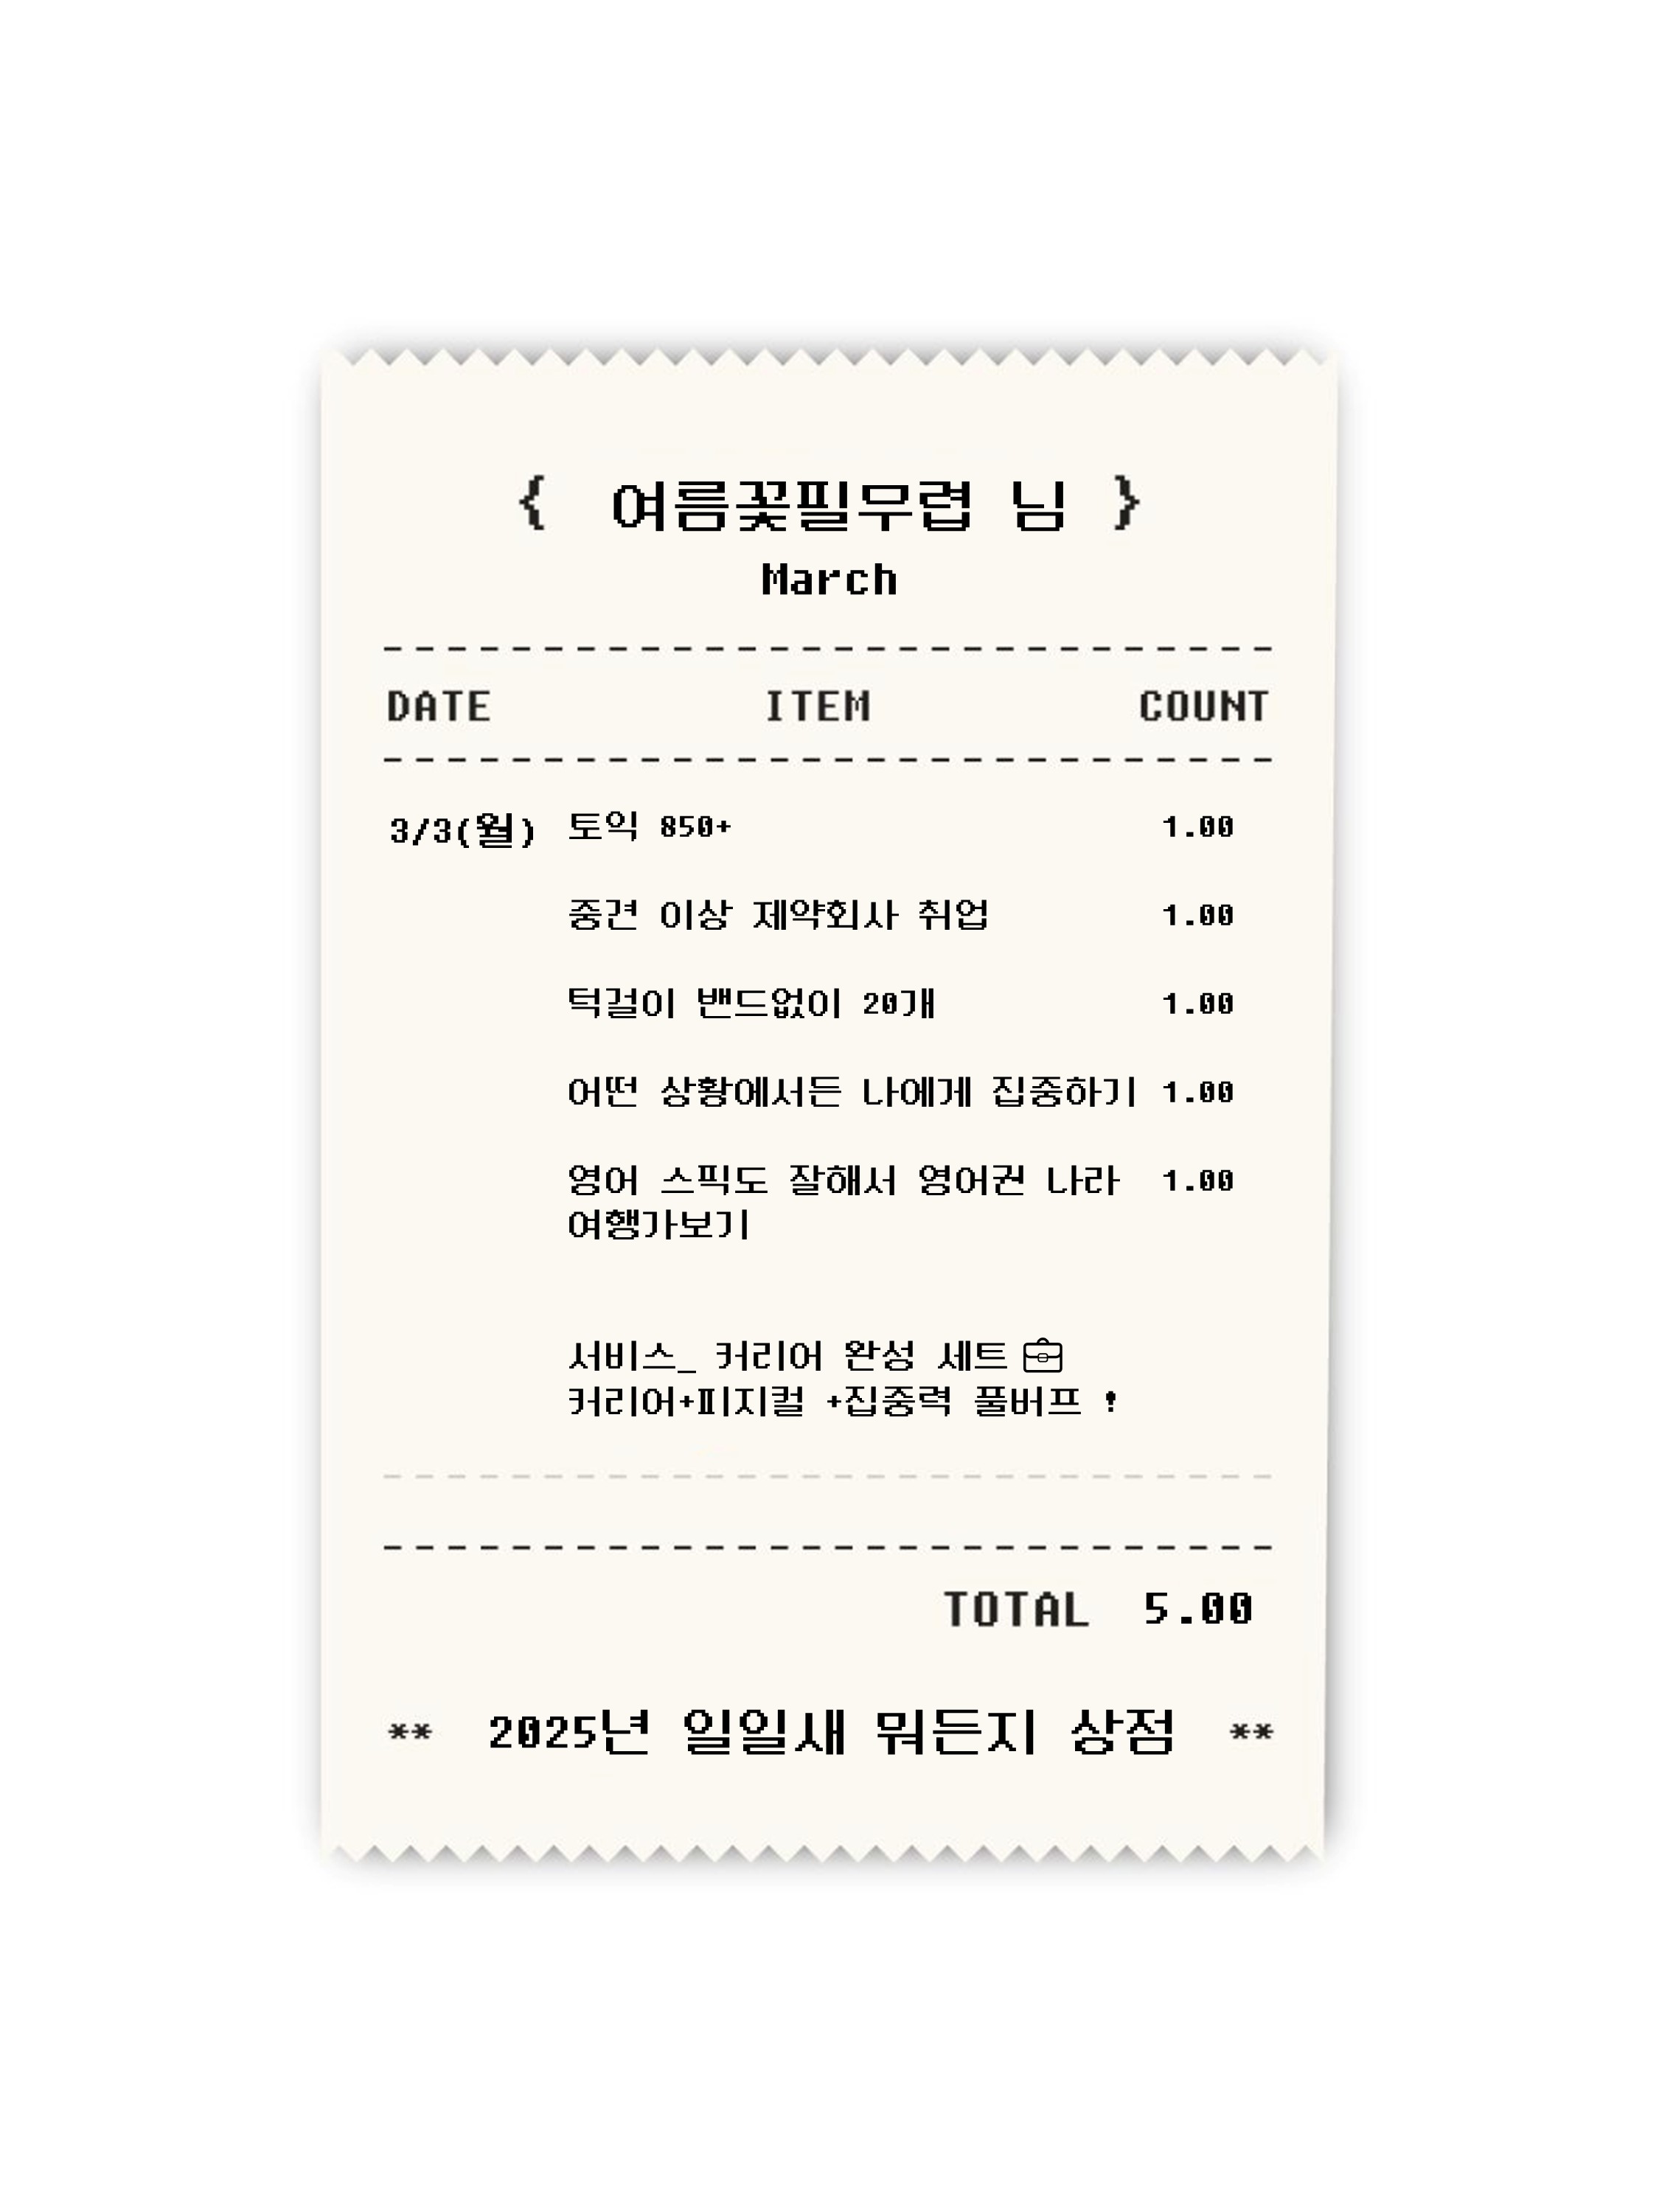 { 여름꽃필무렵 님 }
March
DATE ITEM COUNT
3/3(월) 토익 850+ 1.00
중견 이상 제약회사 취업 1.00
턱걸이 밴드없이 20개 1.00
어떤 상황에서든 나에게 집중하기 1.00
영어 스픽도 잘해서 영어권 나라 1.00
여행가보기
서비스_ 커리어 완성 세트 💼
커리어+피지컬 +집중력 풀버프 !
TOTAL 5.00
** 2025년 일일새 뭐든지 상점 **